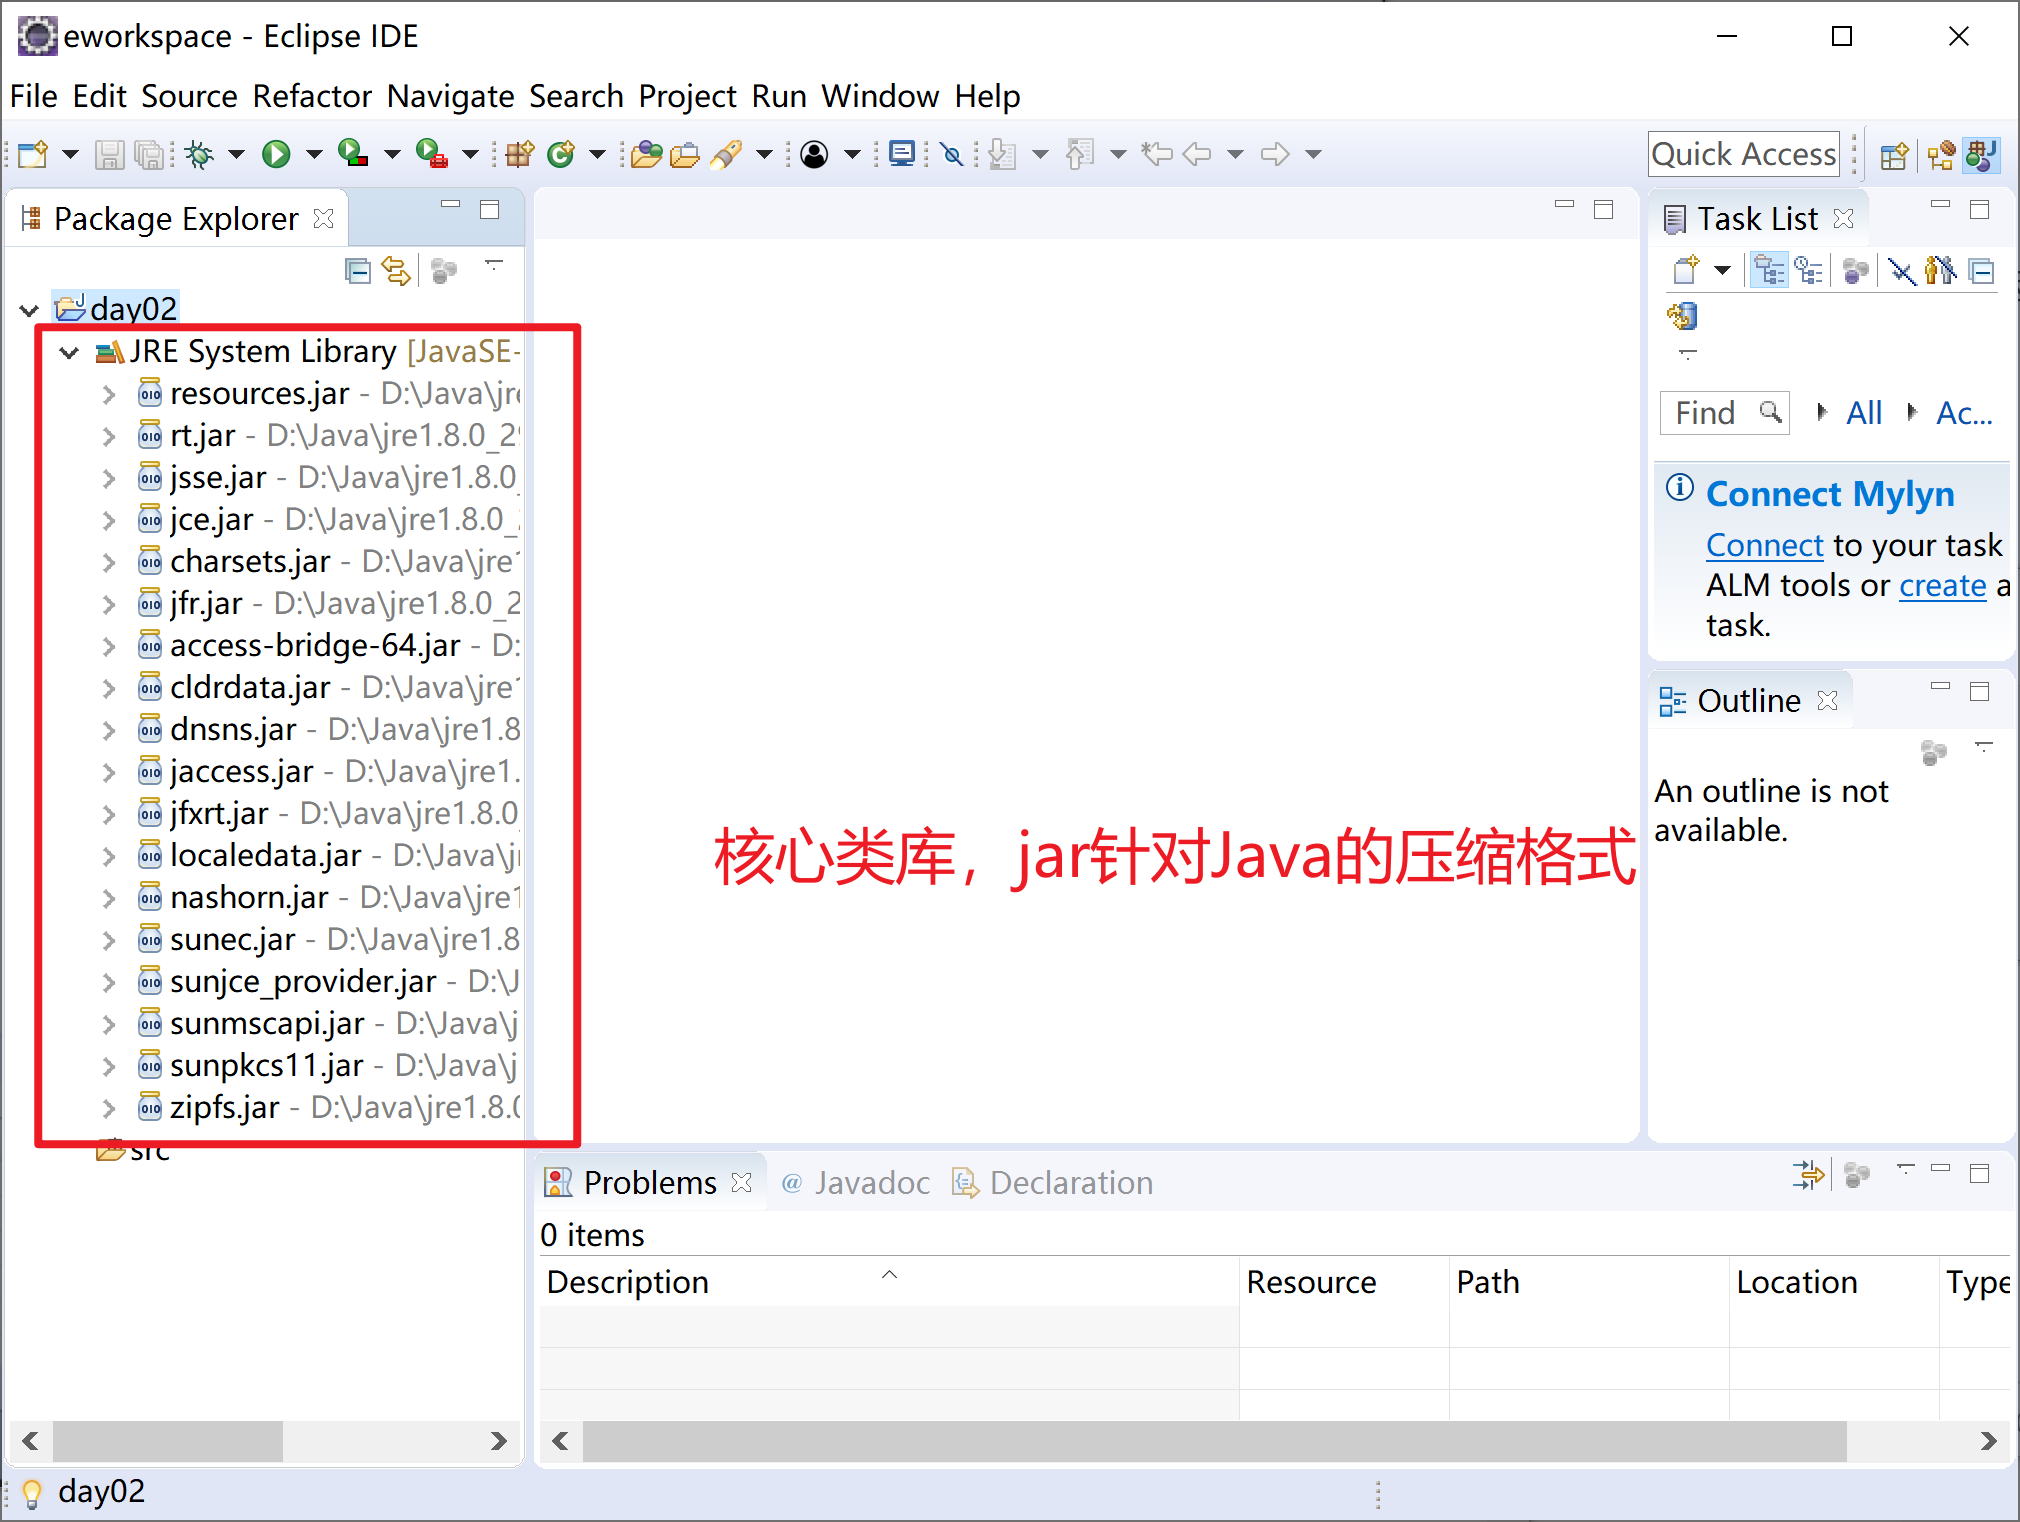 eworkspace - Eclipse IDE
File Edit Source Refactor Navigate Search Project Run Window Help
Quick Access
Package Explorer
day02
JRE System Library [JavaSE-
resources.jar - D:\Java\jre
rt.jar - D:\Java\jre1.8.0_29
jsse.jar - D:\Java\jre1.8.0_
jce.jar - D:\Java\jre1.8.0_2
charsets.jar - D:\Java\jre1
jfr.jar - D:\Java\jre1.8.0_2
access-bridge-64.jar - D:
cldrdata.jar - D:\Java\jre1
dnsns.jar - D:\Java\jre1.8
jaccess.jar - D:\Java\jre1.
jfxrt.jar - D:\Java\jre1.8.0_
localedata.jar - D:\Java\j
nashorn.jar - D:\Java\jre1
sunec.jar - D:\Java\jre1.8
sunjce_provider.jar - D:\J
sunmscapi.jar - D:\Java\j
sunpkcs11.jar - D:\Java\j
zipfs.jar - D:\Java\jre1.8.0
src
核心类库，jar针对Java的压缩格式
Task List
Find
All
Ac...
Connect Mylyn
Connect to your task
ALM tools or create a
task.
Outline
An outline is not
available.
Problems
@ Javadoc
Declaration
0 items
Description Resource Path Location Type
day02